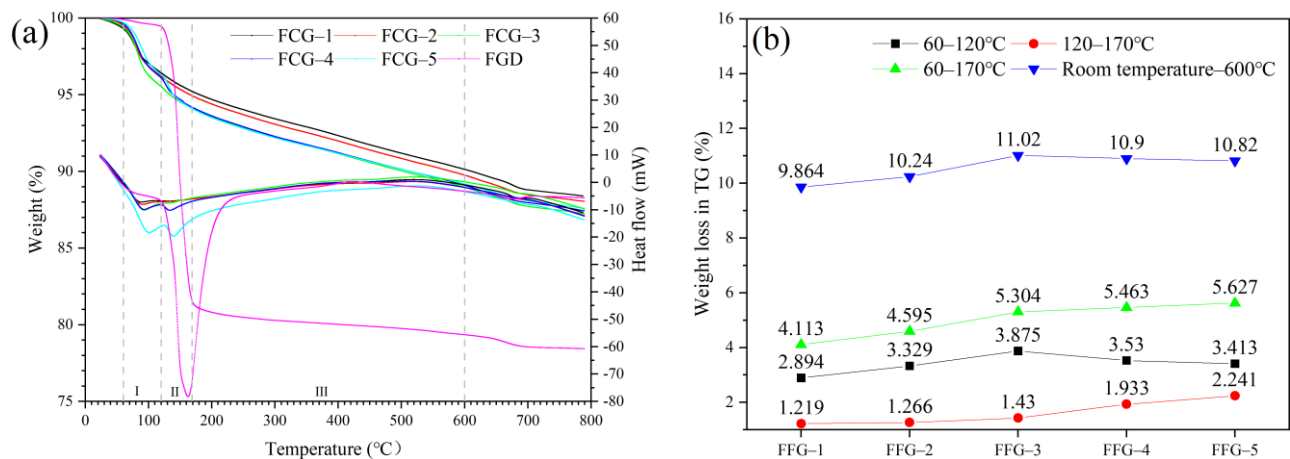 (a)
FCG–1 FCG–2 FCG–3
FCG–4 FCG–5 FGD
Weight (%)
100
95
90
85
80
75
Heat flow (mW)
60
50
40
30
20
10
0
-10
-20
-30
-40
-50
-60
-70
-80
I II III
0 100 200 300 400 500 600 700 800
Temperature (℃)
(b)
60–120℃ 120–170℃
60–170℃ Room temperature–600℃
Weight loss in TG (%)
16
14
12
10
8
6
4
2
9.864 10.24 11.02 10.9 10.82
4.113 4.595 5.304 5.463 5.627
2.894 3.329 3.875 3.53 3.413
1.219 1.266 1.43 1.933 2.241
FFG–1 FFG–2 FFG–3 FFG–4 FFG–5